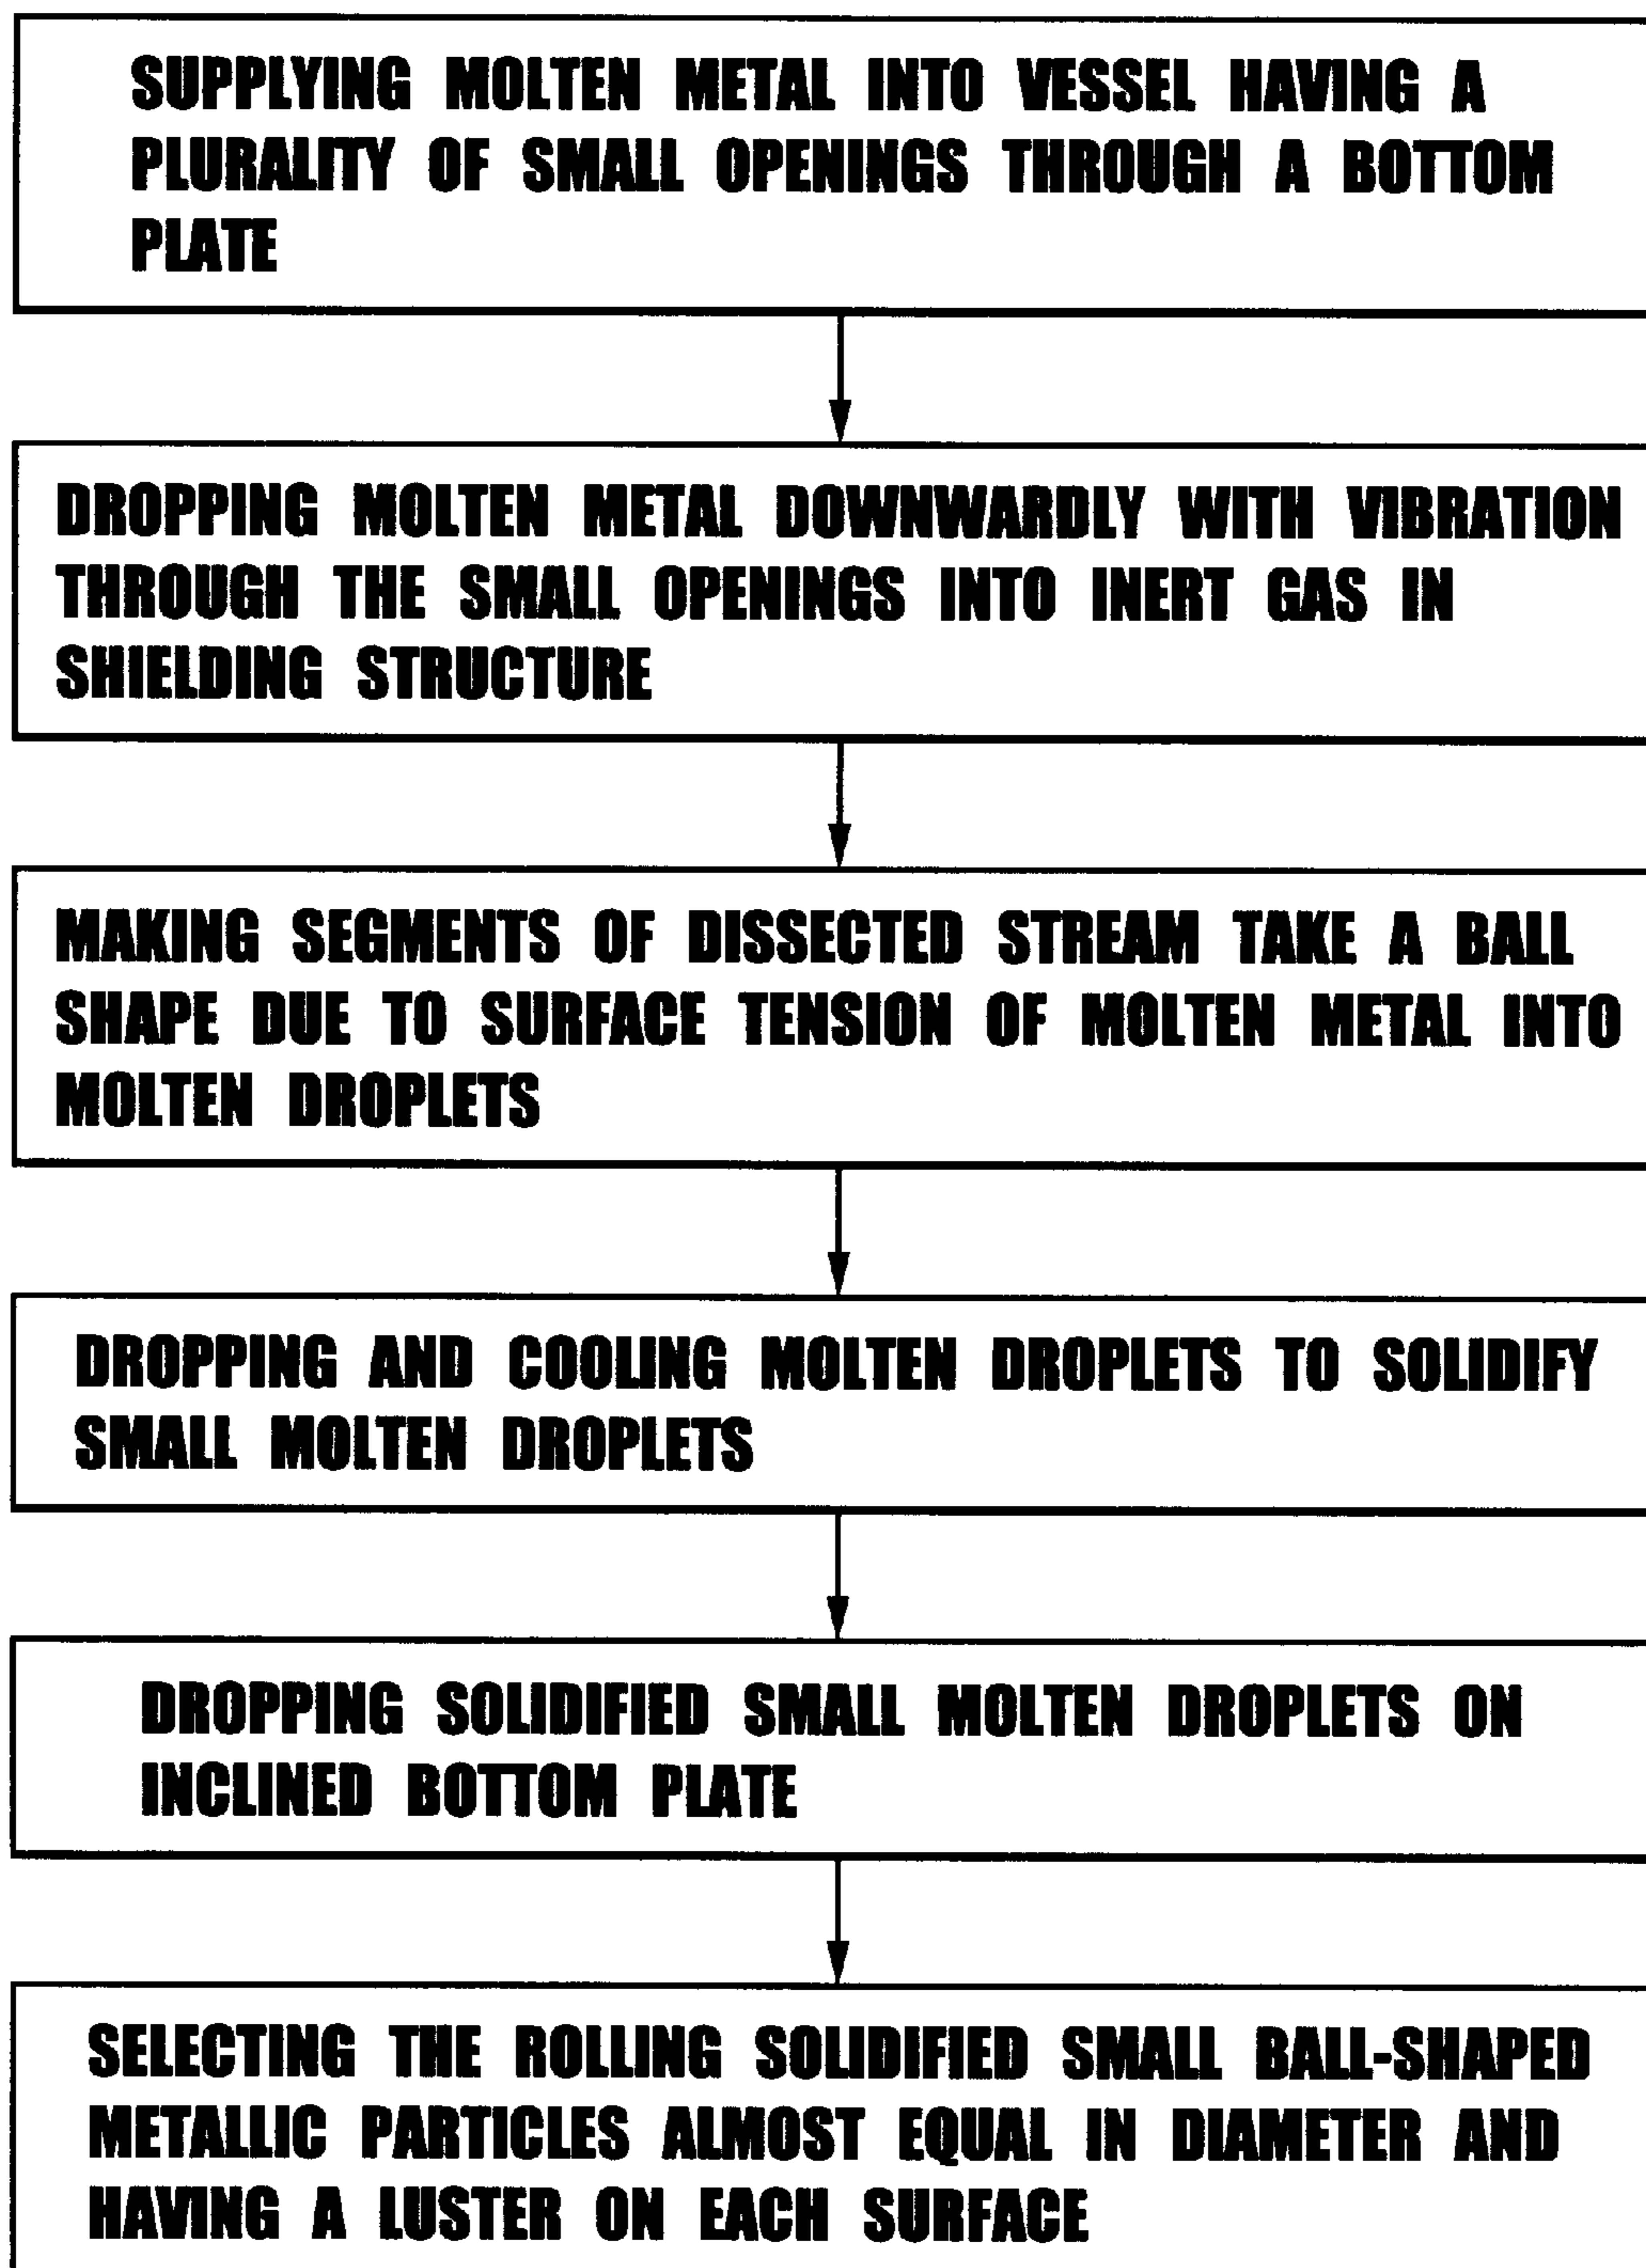 SUPPLYING MOLTEN METAL INTO VESSEL HAVING A
PLURALITY OF SMALL OPENINGS THROUGH A BOTTOM
PLATE
DROPPING MOLTEN METAL DOWNWARDLY WITH VIBRATION
THROUGH THE SMALL OPENINGS INTO INERT GAS IN
SHIELDING STRUCTURE
MAKING SEGMENTS OF DISSECTED STREAM TAKE A BALL
SHAPE DUE TO SURFACE TENSION OF MOLTEN METAL INTO
MOLTEN DROPLETS
DROPPING AND COOLING MOLTEN DROPLETS TO SOLIDIFY
SMALL MOLTEN DROPLETS
DROPPING SOLIDIFIED SMALL MOLTEN DROPLETS ON
INCLINED BOTTOM PLATE
SELECTING THE ROLLING SOLIDIFIED SMALL BALL-SHAPED
METALLIC PARTICLES ALMOST EQUAL IN DIAMETER AND
HAVING A LUSTER ON EACH SURFACE